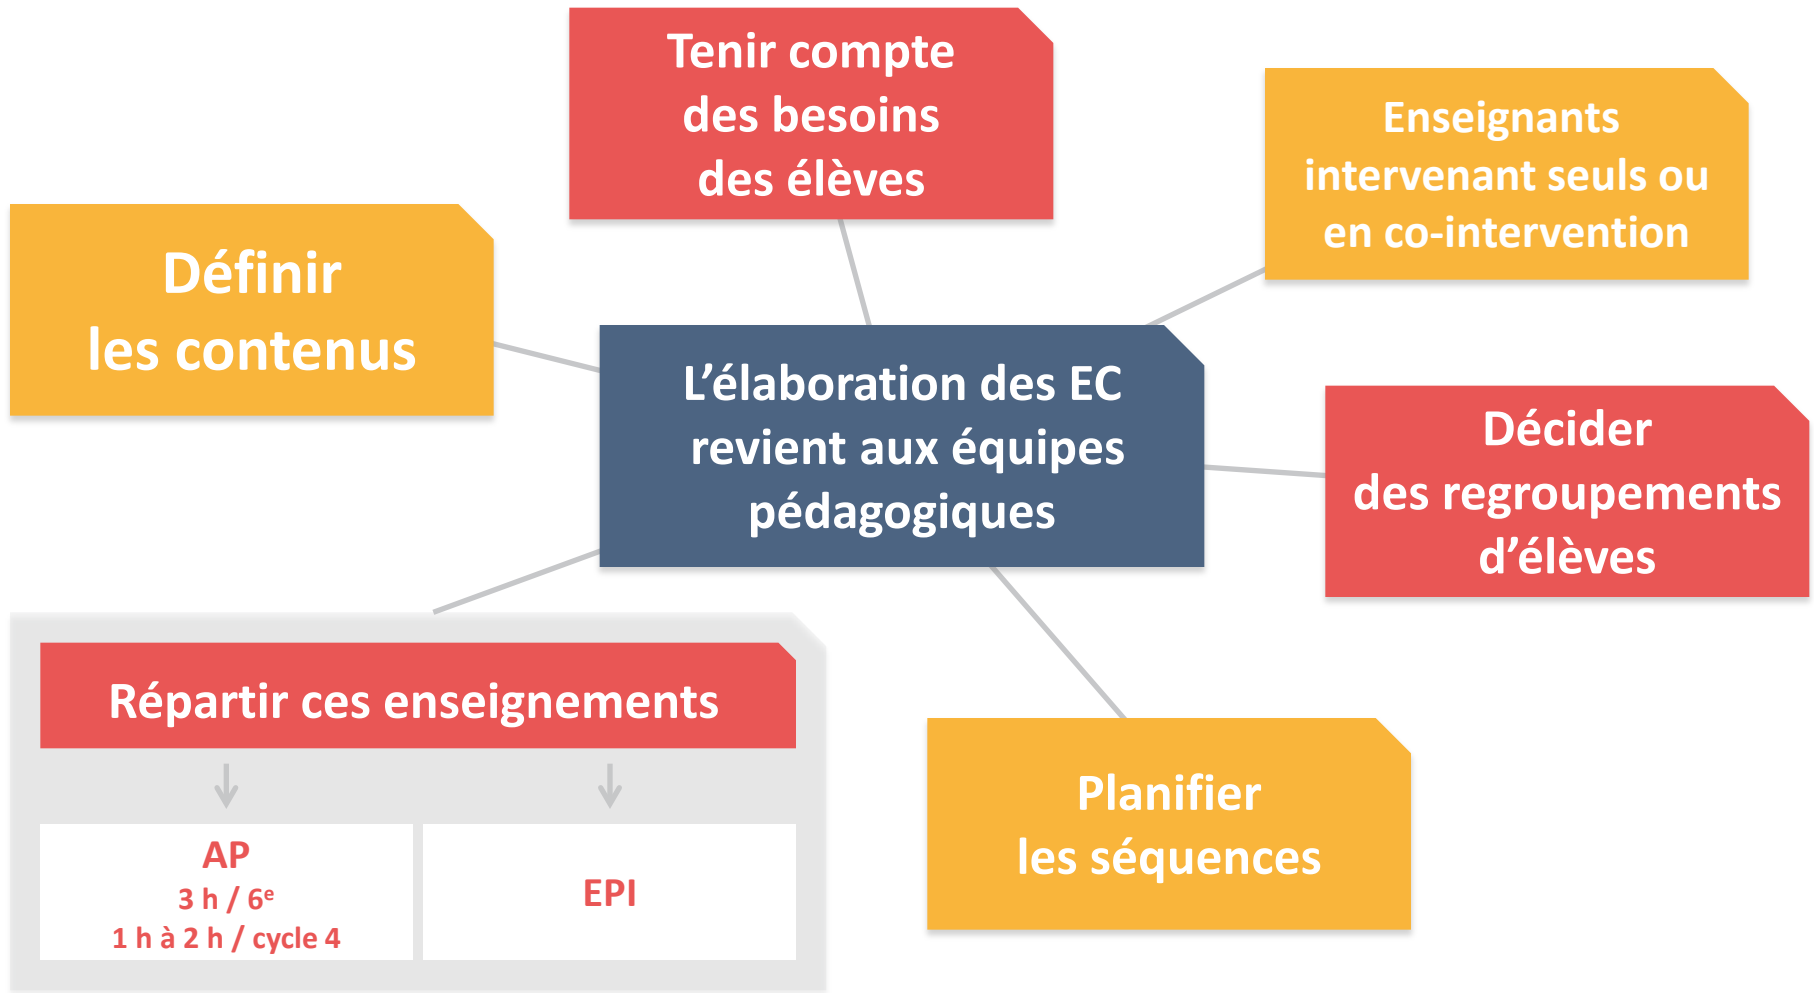 Tenir compte
des besoins
des élèves
Enseignants
intervenant seuls ou
en co-intervention
Définir
les contenus
L’élaboration des EC
revient aux équipes
pédagogiques
Décider
des regroupements
d’élèves
Répartir ces enseignements
AP
3 h / 6ᵉ
1 h à 2 h / cycle 4
EPI
Planifier
les séquences